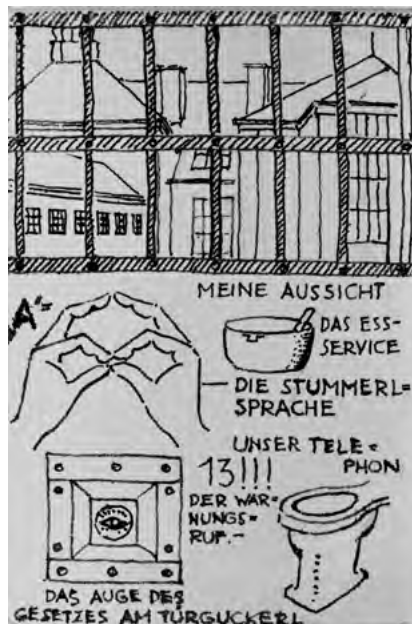 MEINE AUSSICHT
"A"=
DAS ESS-
SERVICE
DIE STUMMERL=
SPRACHE
UNSER TELE=
PHON
13!!!
DER WAR=
NUNGS=
RUF.-
DAS AUGE DES
GESETZES AM TÜRGUCKERL